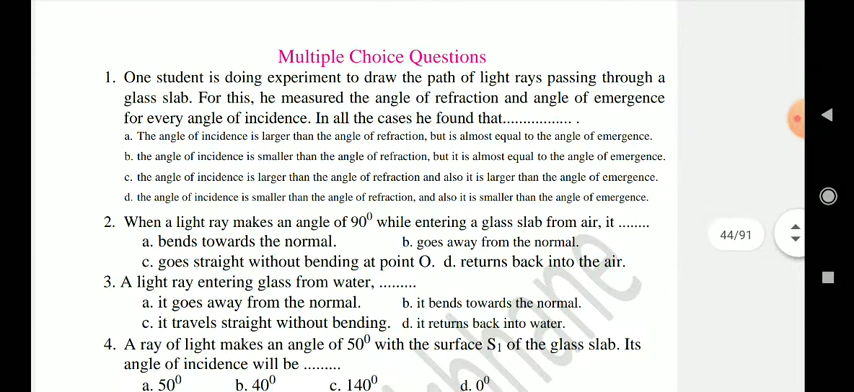 Multiple Choice Questions
1. One student is doing experiment to draw the path of light rays passing through a
glass slab. For this, he measured the angle of refraction and angle of emergence
for every angle of incidence. In all the cases he found that................. .
a. The angle of incidence is larger than the angle of refraction, but is almost equal to the angle of emergence.
b. the angle of incidence is smaller than the angle of refraction, but it is almost equal to the angle of emergence.
c. the angle of incidence is larger than the angle of refraction and also it is larger than the angle of emergence.
d. the angle of incidence is smaller than the angle of refraction, and also it is smaller than the angle of emergence.
2. When a light ray makes an angle of 90⁰ while entering a glass slab from air, it ........
a. bends towards the normal. b. goes away from the normal.
44/91
c. goes straight without bending at point O. d. returns back into the air.
3. A light ray entering glass from water, .........
a. it goes away from the normal. b. it bends towards the normal.
c. it travels straight without bending. d. it returns back into water.
4. A ray of light makes an angle of 50⁰ with the surface S₁ of the glass slab. Its
angle of incidence will be .........
a. 50⁰ b. 40⁰ c. 140⁰ d. 0⁰